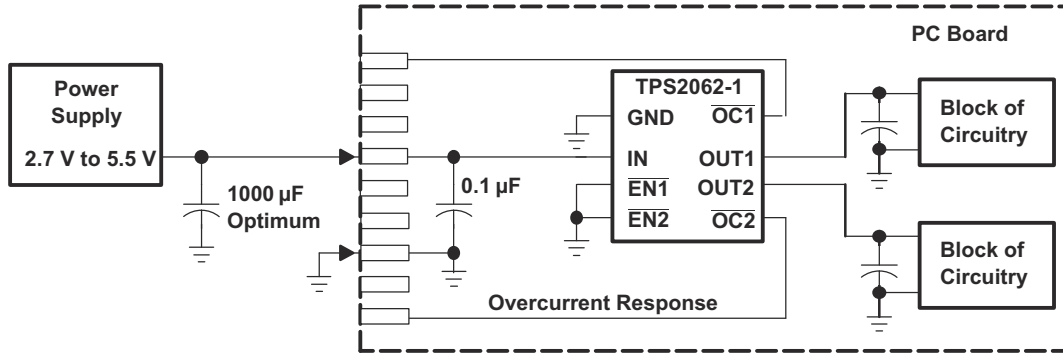 PC Board
Power
Supply
2.7 V to 5.5 V
1000 µF
Optimum
0.1 µF
TPS2062-1
GND
IN
EN1
EN2
OC1
OUT1
OUT2
OC2
Block of
Circuitry
Block of
Circuitry
Overcurrent Response